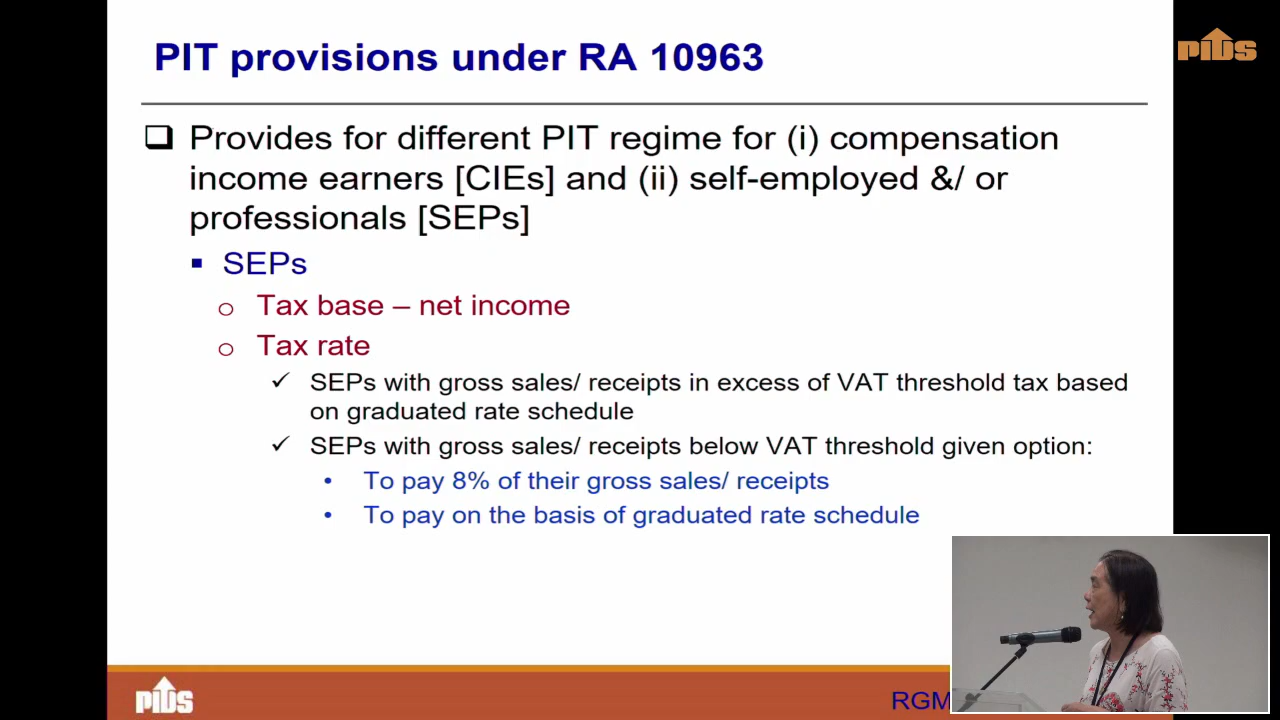 PIT provisions under RA 10963
PIDS
❑ Provides for different PIT regime for (i) compensation
income earners [CIEs] and (ii) self-employed &/ or
professionals [SEPs]
▪ SEPs
o Tax base – net income
o Tax rate
✓ SEPs with gross sales/ receipts in excess of VAT threshold tax based
on graduated rate schedule
✓ SEPs with gross sales/ receipts below VAT threshold given option:
• To pay 8% of their gross sales/ receipts
• To pay on the basis of graduated rate schedule
PIDS
RGM